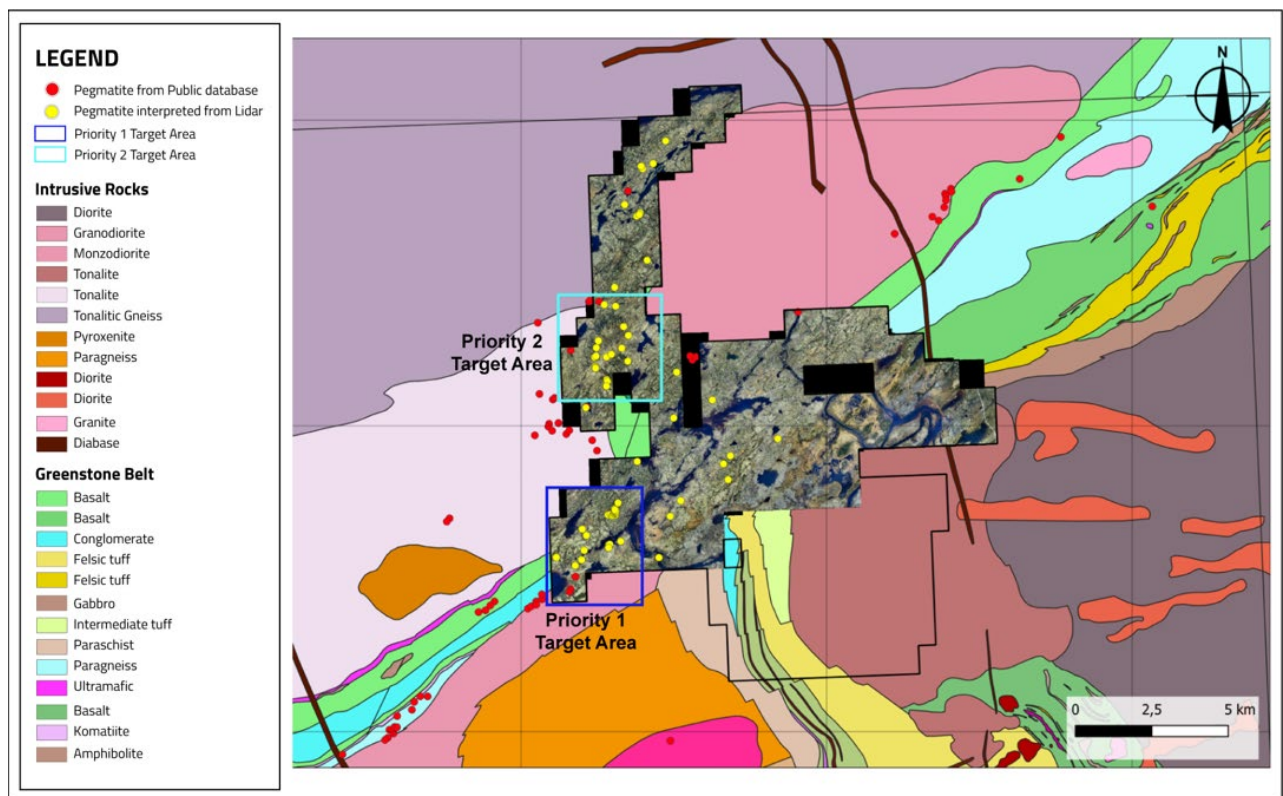 LEGEND
Pegmatite from Public database
Pegmatite interpreted from Lidar
Priority 1 Target Area
Priority 2 Target Area
Intrusive Rocks
Diorite
Granodiorite
Monzodiorite
Tonalite
Tonalite
Tonalitic Gneiss
Pyroxenite
Paragneiss
Diorite
Diorite
Granite
Diabase
Greenstone Belt
Basalt
Basalt
Conglomerate
Felsic tuff
Felsic tuff
Gabbro
Intermediate tuff
Paraschist
Paragneiss
Ultramafic
Basalt
Komatiite
Amphibolite
N
Priority 2
Target Area
Priority 1
Target Area
0 2,5 5 km